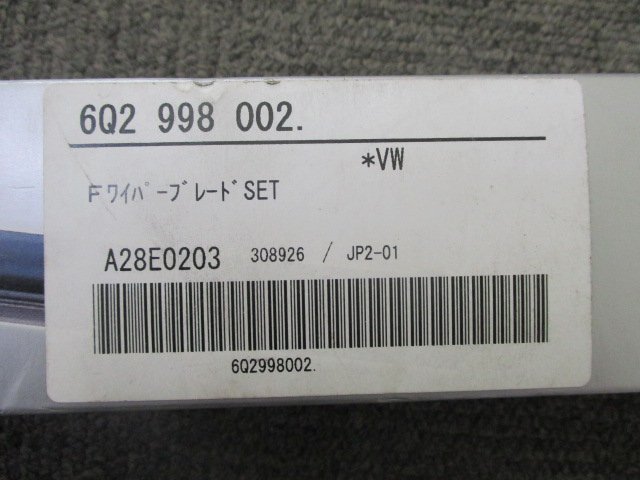 6Q2 998 002.
*VW
FﾜｲﾊﾟｰﾌﾞﾚｰﾄﾞSET
A28E0203 308926 / JP2-01
6Q2998002.